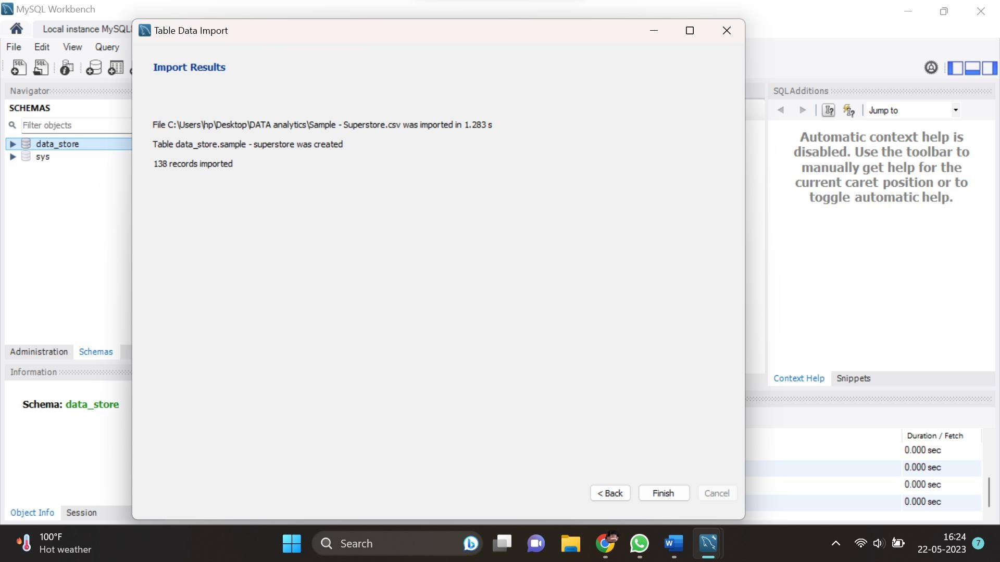 MySQL Workbench
Local instance MySQL
File Edit View Query
Table Data Import
Import Results
File C:\Users\hp\Desktop\DATA analytics\Sample - Superstore.csv was imported in 1.283 s
Table data_store.sample - superstore was created
138 records imported
< Back Finish Cancel
SQL SQL
Navigator
SCHEMAS
Filter objects
data_store
sys
Administration Schemas
Information
Schema: data_store
Object Info Session
SQLAdditions
Jump to
Automatic context help is
disabled. Use the toolbar to
manually get help for the
current caret position or to
toggle automatic help.
Context Help Snippets
Duration / Fetch
0.000 sec
0.000 sec
0.000 sec
0.000 sec
100°F
Hot weather
Search
16:24
22-05-2023
7